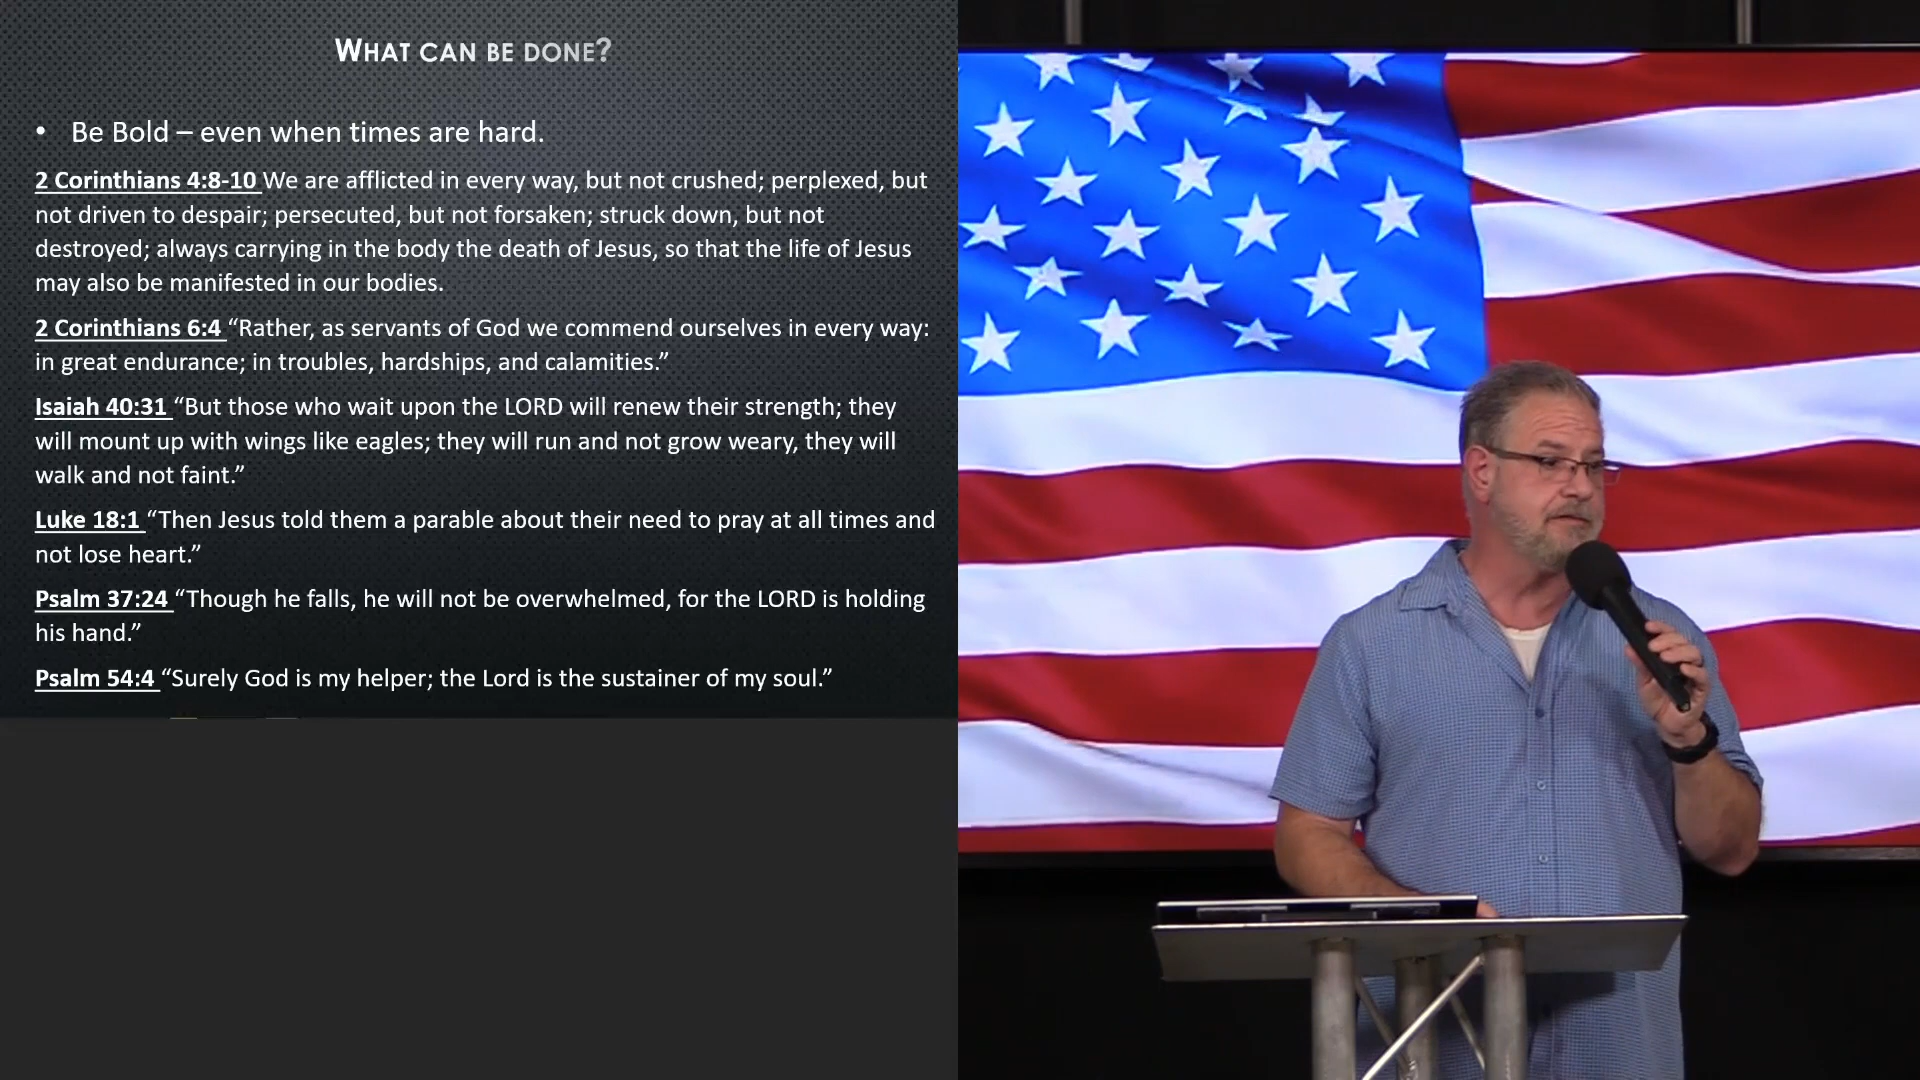 WHAT CAN BE DONE?
• Be Bold – even when times are hard.
2 Corinthians 4:8-10 We are afflicted in every way, but not crushed; perplexed, but
not driven to despair; persecuted, but not forsaken; struck down, but not
destroyed; always carrying in the body the death of Jesus, so that the life of Jesus
may also be manifested in our bodies.
2 Corinthians 6:4 “Rather, as servants of God we commend ourselves in every way:
in great endurance; in troubles, hardships, and calamities.”
Isaiah 40:31 “But those who wait upon the LORD will renew their strength; they
will mount up with wings like eagles; they will run and not grow weary, they will
walk and not faint.”
Luke 18:1 “Then Jesus told them a parable about their need to pray at all times and
not lose heart.”
Psalm 37:24 “Though he falls, he will not be overwhelmed, for the LORD is holding
his hand.”
Psalm 54:4 “Surely God is my helper; the Lord is the sustainer of my soul.”